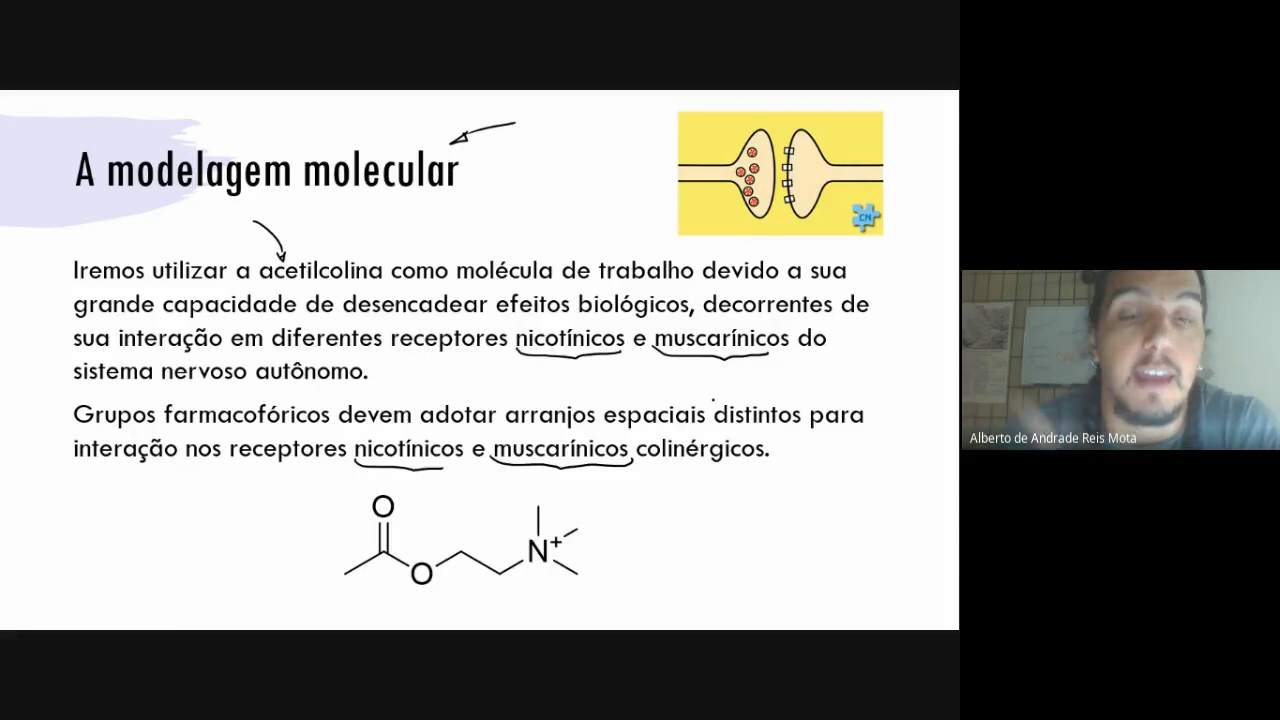 A modelagem molecular
CN
Iremos utilizar a acetilcolina como molécula de trabalho devido a sua
grande capacidade de desencadear efeitos biológicos, decorrentes de
sua interação em diferentes receptores nicotínicos e muscarínicos do
sistema nervoso autônomo.
Grupos farmacofóricos devem adotar arranjos espaciais distintos para
interação nos receptores nicotínicos e muscarínicos colinérgicos.
O
O
N+
Alberto de Andrade Reis Mota